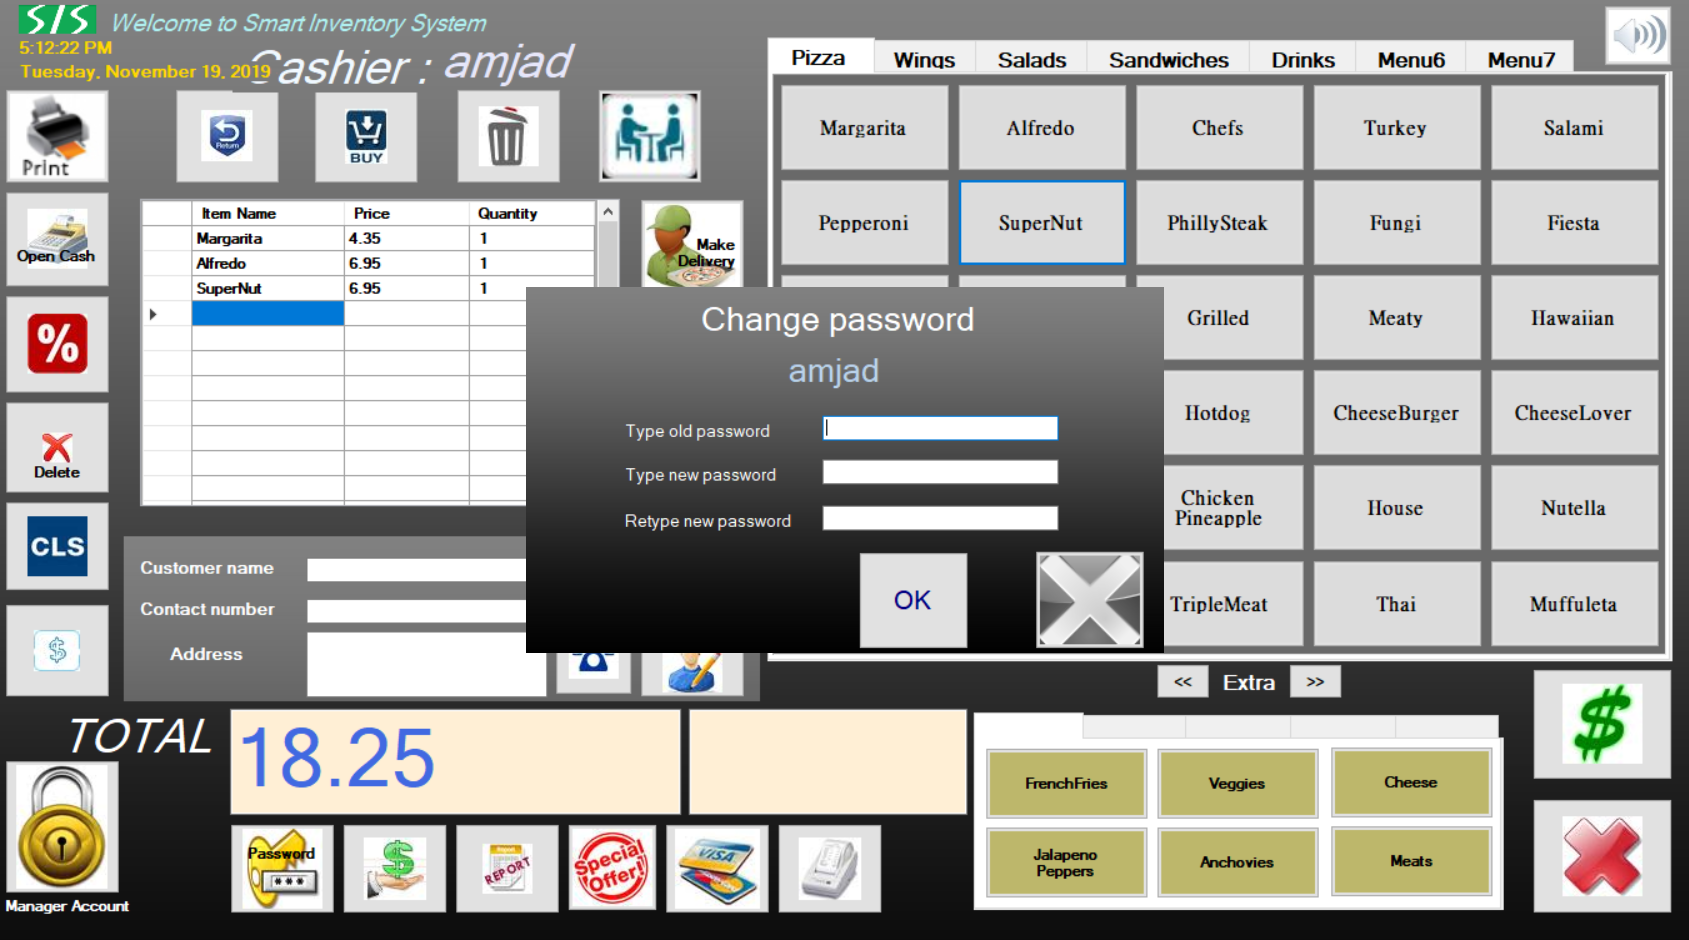 SIS Welcome to Smart Inventory System
5:12:22 PM
Tuesday, November 19, 2019
Cashier : amjad
Print
Return
BUY
Open Cash
%
Delete
CLS
$
Item Name Price Quantity
Margarita 4.35 1
Alfredo 6.95 1
SuperNut 6.95 1
Make
Delivery
Pizza Wings Salads Sandwiches Drinks Menu6 Menu7
Margarita Alfredo Chefs Turkey Salami
Pepperoni SuperNut PhillySteak Fungi Fiesta
Grilled Meaty Hawaiian
Hotdog CheeseBurger CheeseLover
Chicken
Pineapple House Nutella
TripleMeat Thai Muffuleta
Change password
amjad
Type old password
Type new password
Retype new password
OK
Customer name
Contact number
Address
<< Extra >>
TOTAL 18.25
FrenchFries Veggies Cheese
Jalapeno
Peppers Anchovies Meats
$
Manager Account
Password
***
$
REPORT
Special
Offer!
VISA